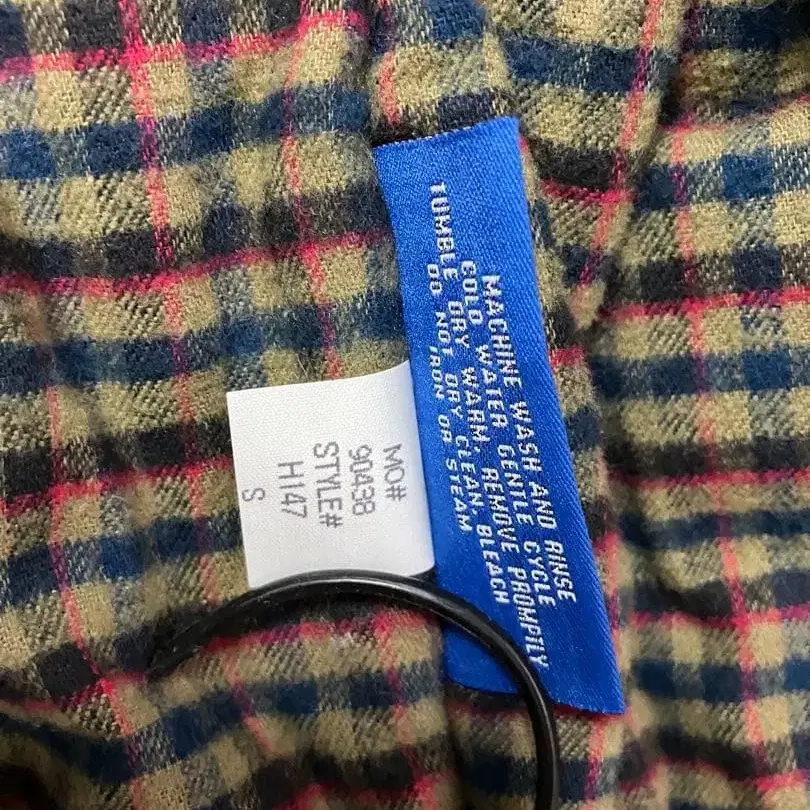 MACHINE WASH AND RINSE
COLD WATER GENTLE CYCLE
TUMBLE DRY WARM, REMOVE PROMPTLY
DO NOT DRY CLEAN, BLEACH
IRON OR STEAM
MO#
90438
STYLE#
H147
S